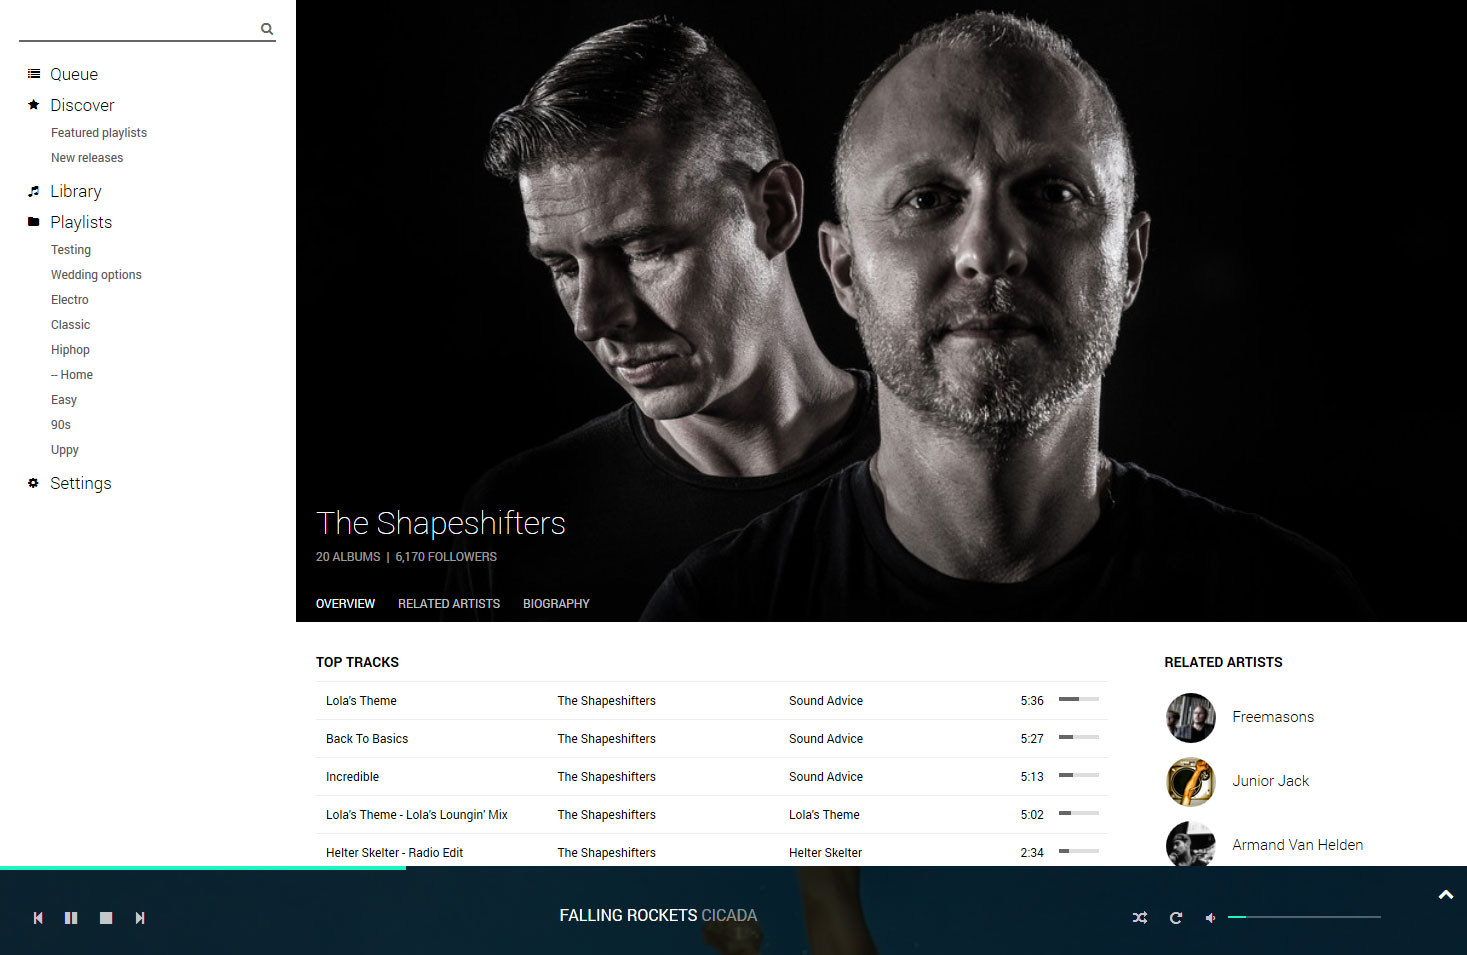 Queue
Discover
Featured playlists
New releases
Library
Playlists
Testing
Wedding options
Electro
Classic
Hiphop
-- Home
Easy
90s
Uppy
Settings
The Shapeshifters
20 ALBUMS | 6,170 FOLLOWERS
OVERVIEW RELATED ARTISTS BIOGRAPHY
TOP TRACKS
Lola's Theme The Shapeshifters Sound Advice 5:36
Back To Basics The Shapeshifters Sound Advice 5:27
Incredible The Shapeshifters Sound Advice 5:13
Lola's Theme - Lola's Loungin' Mix The Shapeshifters Lola's Theme 5:02
Helter Skelter - Radio Edit The Shapeshifters Helter Skelter 2:34
RELATED ARTISTS
Freemasons
Junior Jack
Armand Van Helden
FALLING ROCKETS CICADA